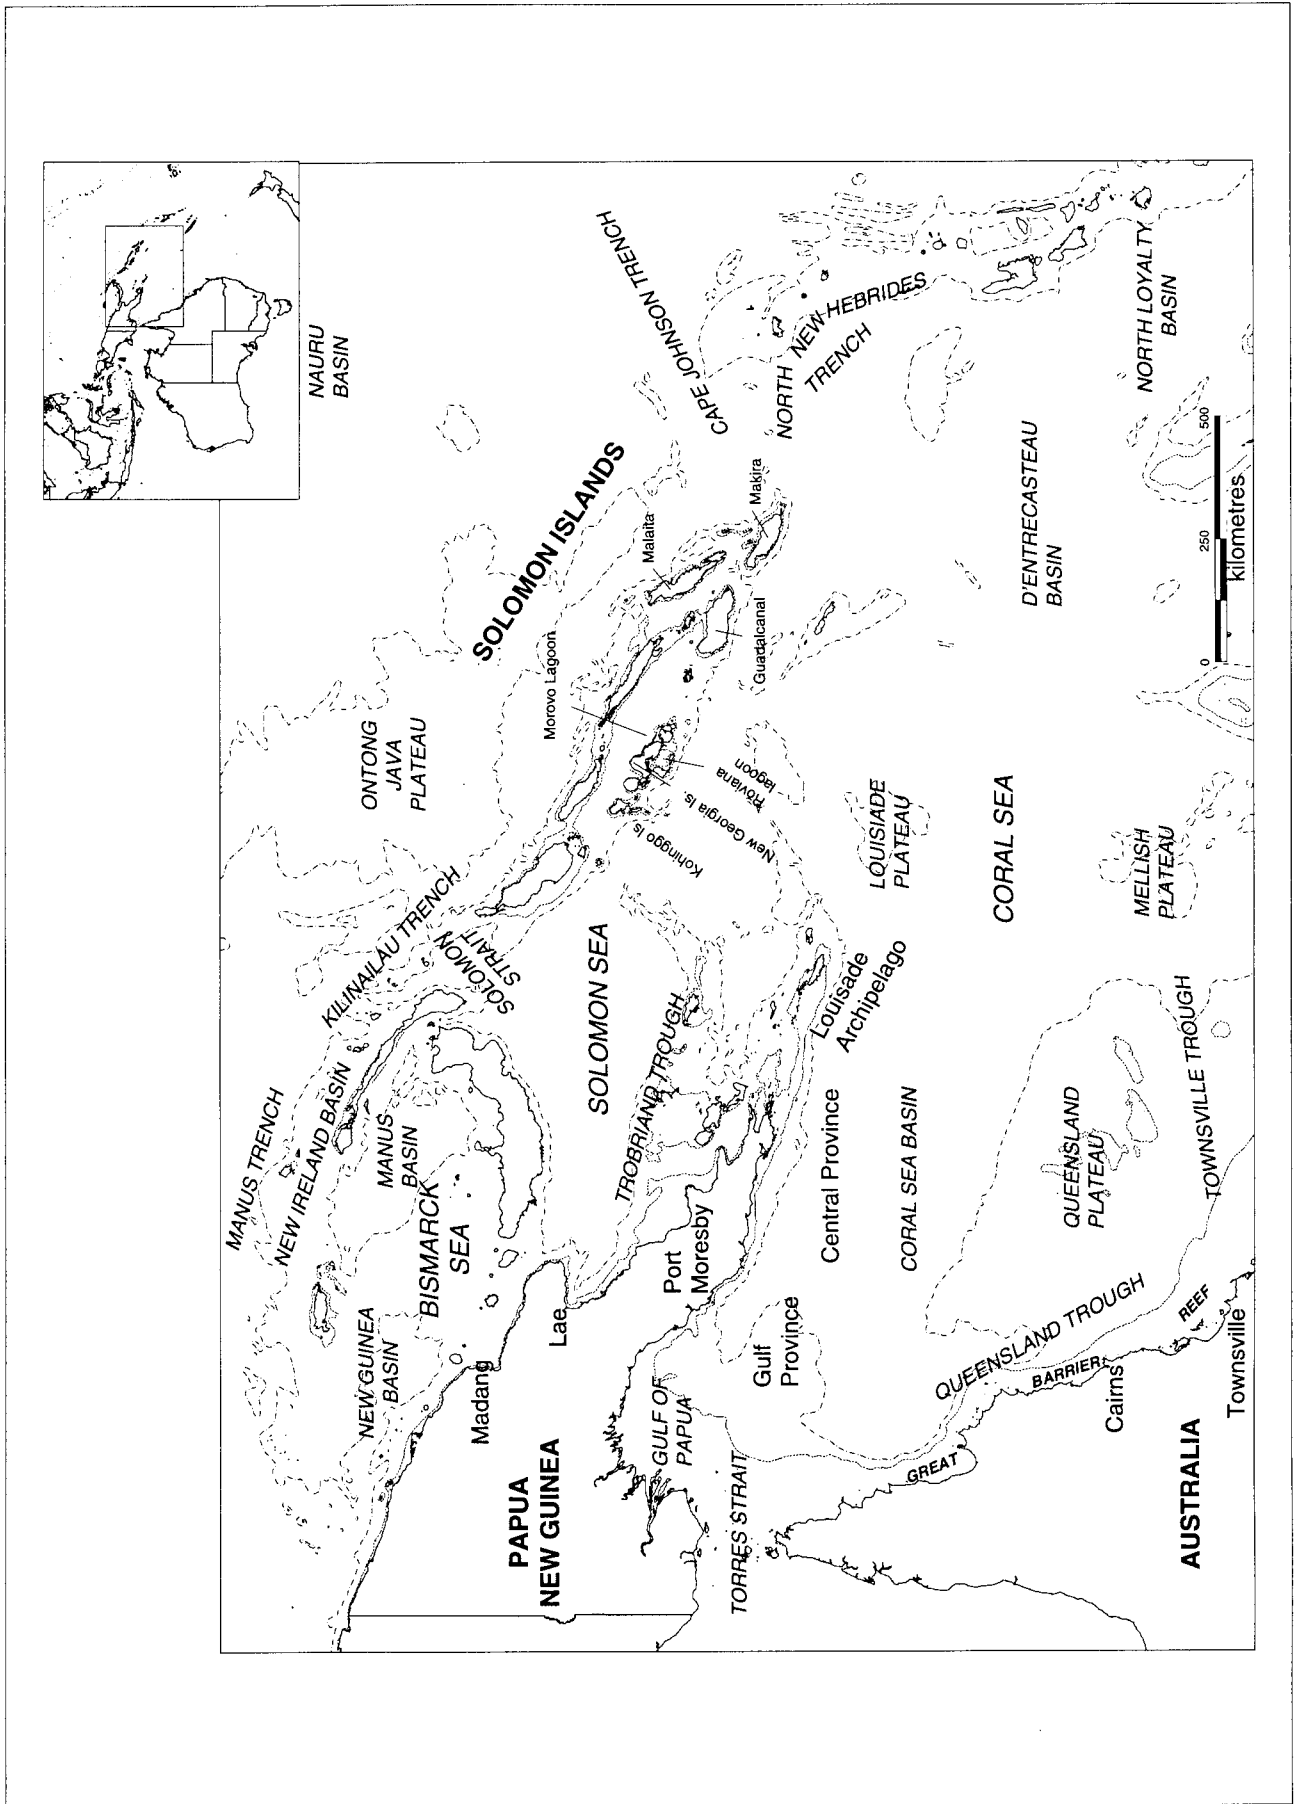 NAURU
BASIN
MANUS TRENCH
NEW IRELAND BASIN
KILINAILAU TRENCH
ONTONG
JAVA
PLATEAU
SOLOMON ISLANDS
CAPE JOHNSON TRENCH
NEW GUINEA
BASIN
MANUS
BASIN
BISMARCK
SEA
SOLOMON
STRAIT
Morovo Lagoon
Malaita
Makira
Guadalcanal
NORTH NEW HEBRIDES
TRENCH
Madang
Lae
PAPUA
NEW GUINEA
SOLOMON SEA
TROBRIAND TROUGH
Kohinggo Is
New Georgia Is.
Roviana
lagoon
GULF OF
PAPUA
Port
Moresby
TORRES STRAIT
Gulf
Province
Central Province
Louisade
Archipelago
LOUISIADE
PLATEAU
CORAL SEA BASIN
CORAL SEA
D'ENTRECASTEAU
BASIN
NORTH LOYALTY
BASIN
GREAT
BARRIER
REEF
QUEENSLAND TROUGH
QUEENSLAND
PLATEAU
MELLISH
PLATEAU
TOWNSVILLE TROUGH
Cairns
Townsville
AUSTRALIA
0 250 500
kilometres